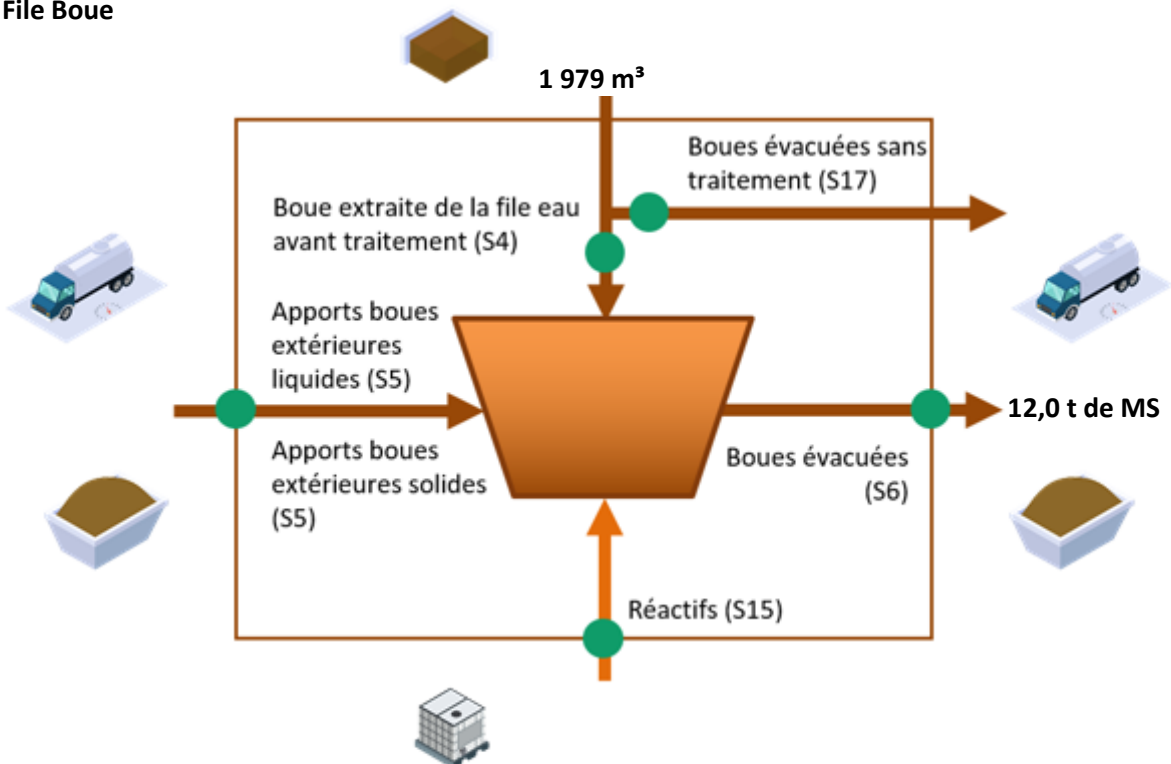 File Boue
1 979 m³
Boues évacuées sans
traitement (S17)
Boue extraite de la file eau
avant traitement (S4)
Apports boues
extérieures
liquides (S5)
12,0 t de MS
Apports boues
extérieures solides
(S5)
Boues évacuées
(S6)
Réactifs (S15)